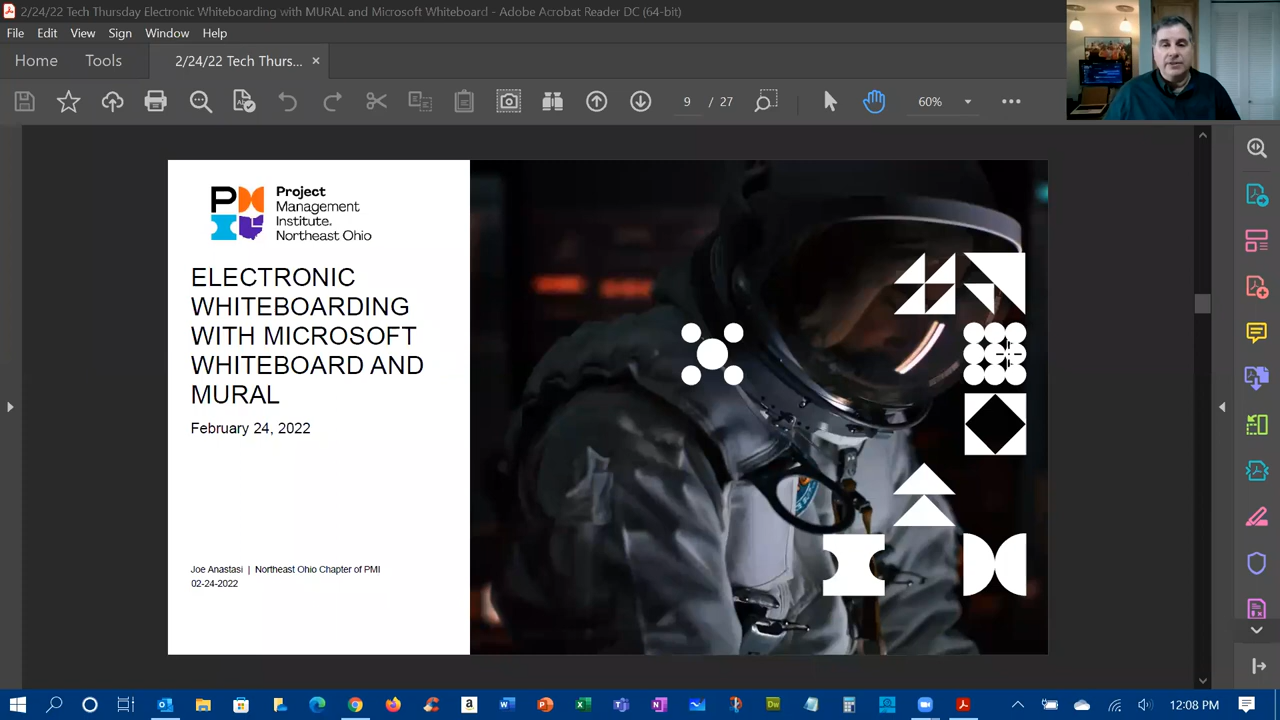 2/24/22 Tech Thursday Electronic Whiteboarding with MURAL and Microsoft Whiteboard - Adobe Acrobat Reader DC (64-bit)
File Edit View Sign Window Help
Home Tools 2/24/22 Tech Thurs... ×
9 / 27 60%
Project
Management
Institute.
Northeast Ohio
ELECTRONIC
WHITEBOARDING
WITH MICROSOFT
WHITEBOARD AND
MURAL
February 24, 2022
Joe Anastasi | Northeast Ohio Chapter of PMI
02-24-2022
12:08 PM